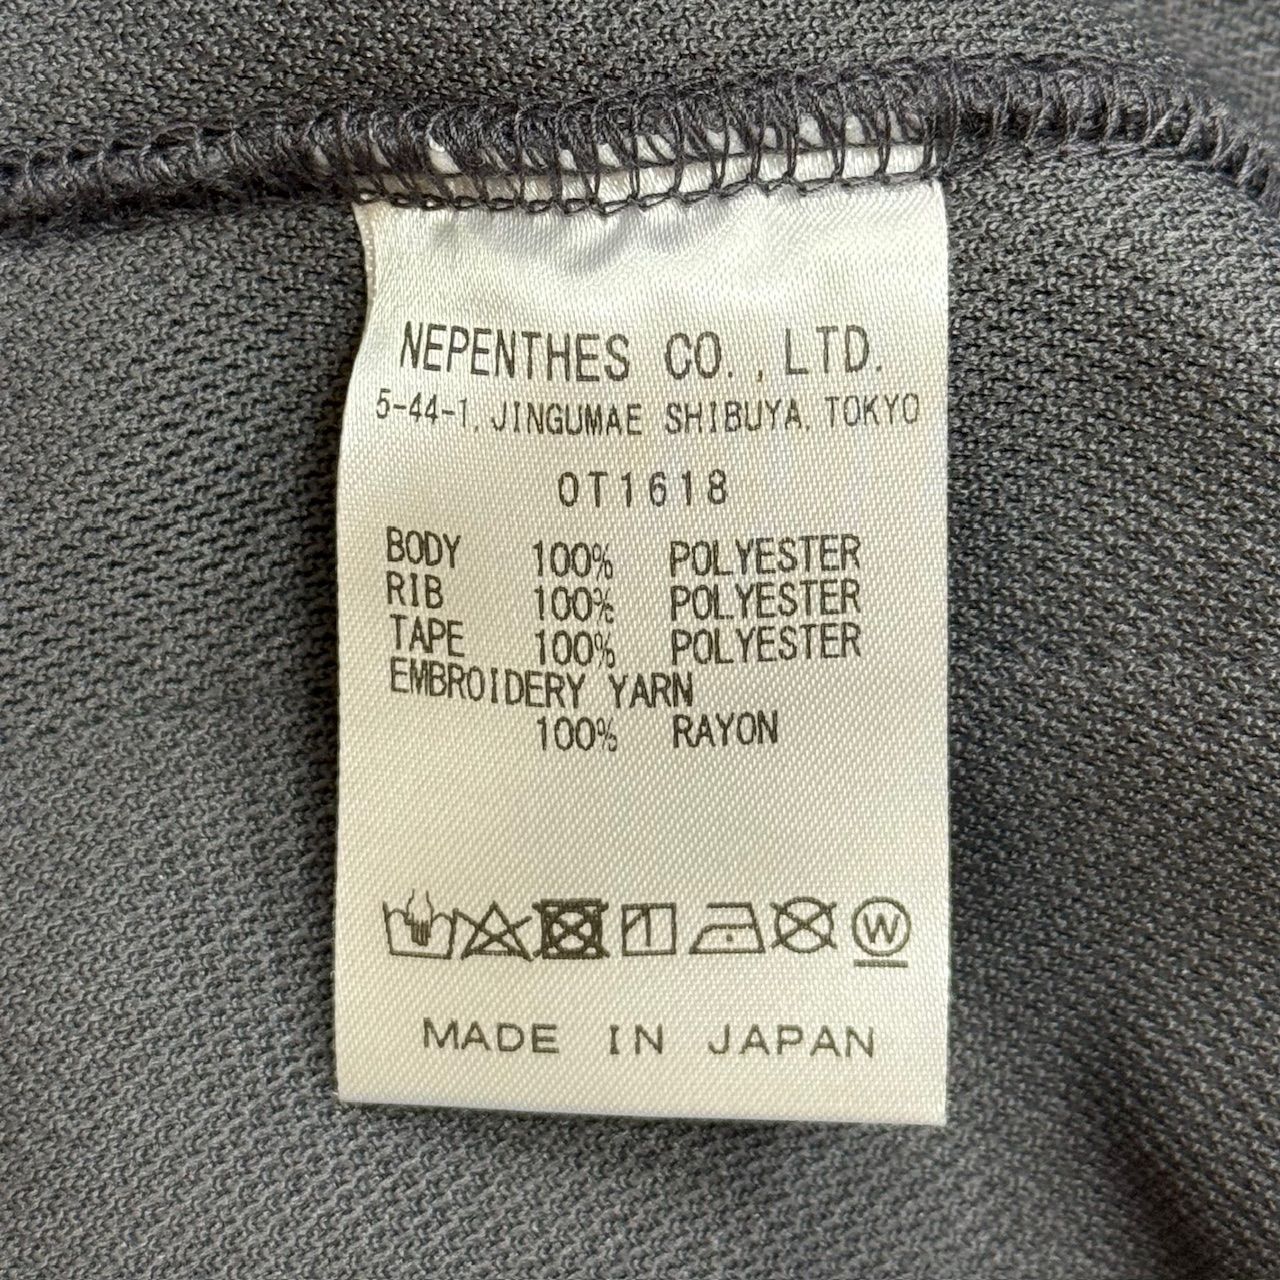 NEPENTHES CO., LTD.
5-44-1, JINGUMAE SHIBUYA, TOKYO
OT1618
BODY 100% POLYESTER
RIB 100% POLYESTER
TAPE 100% POLYESTER
EMBROIDERY YARN
100% RAYON
W
MADE IN JAPAN